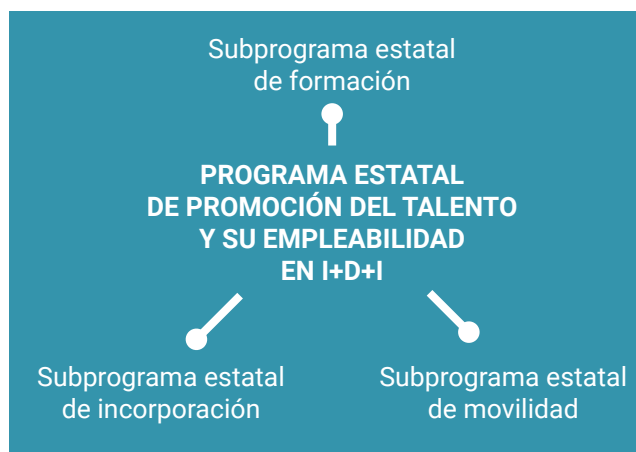 Subprograma estatal
de formación
PROGRAMA ESTATAL
DE PROMOCIÓN DEL TALENTO
Y SU EMPLEABILIDAD
EN I+D+I
Subprograma estatal
de incorporación
Subprograma estatal
de movilidad